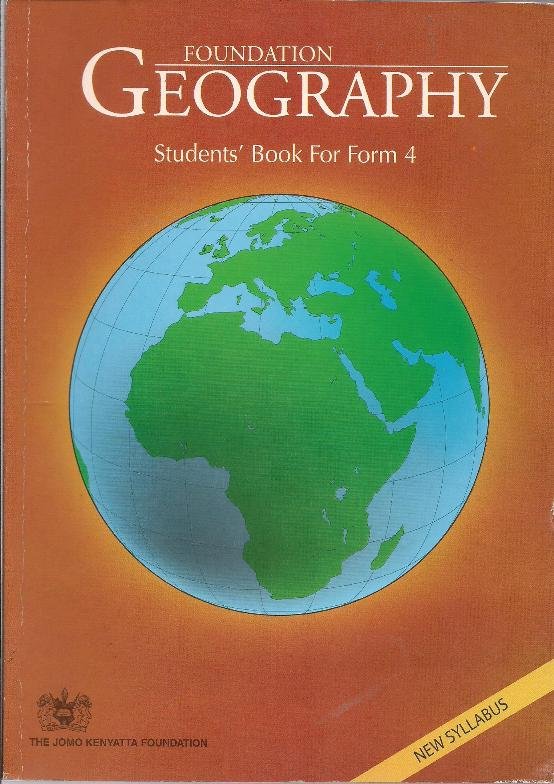 FOUNDATION
GEOGRAPHY
Students' Book For Form 4
THE JOMO KENYATTA FOUNDATION
NEW SYLLABUS